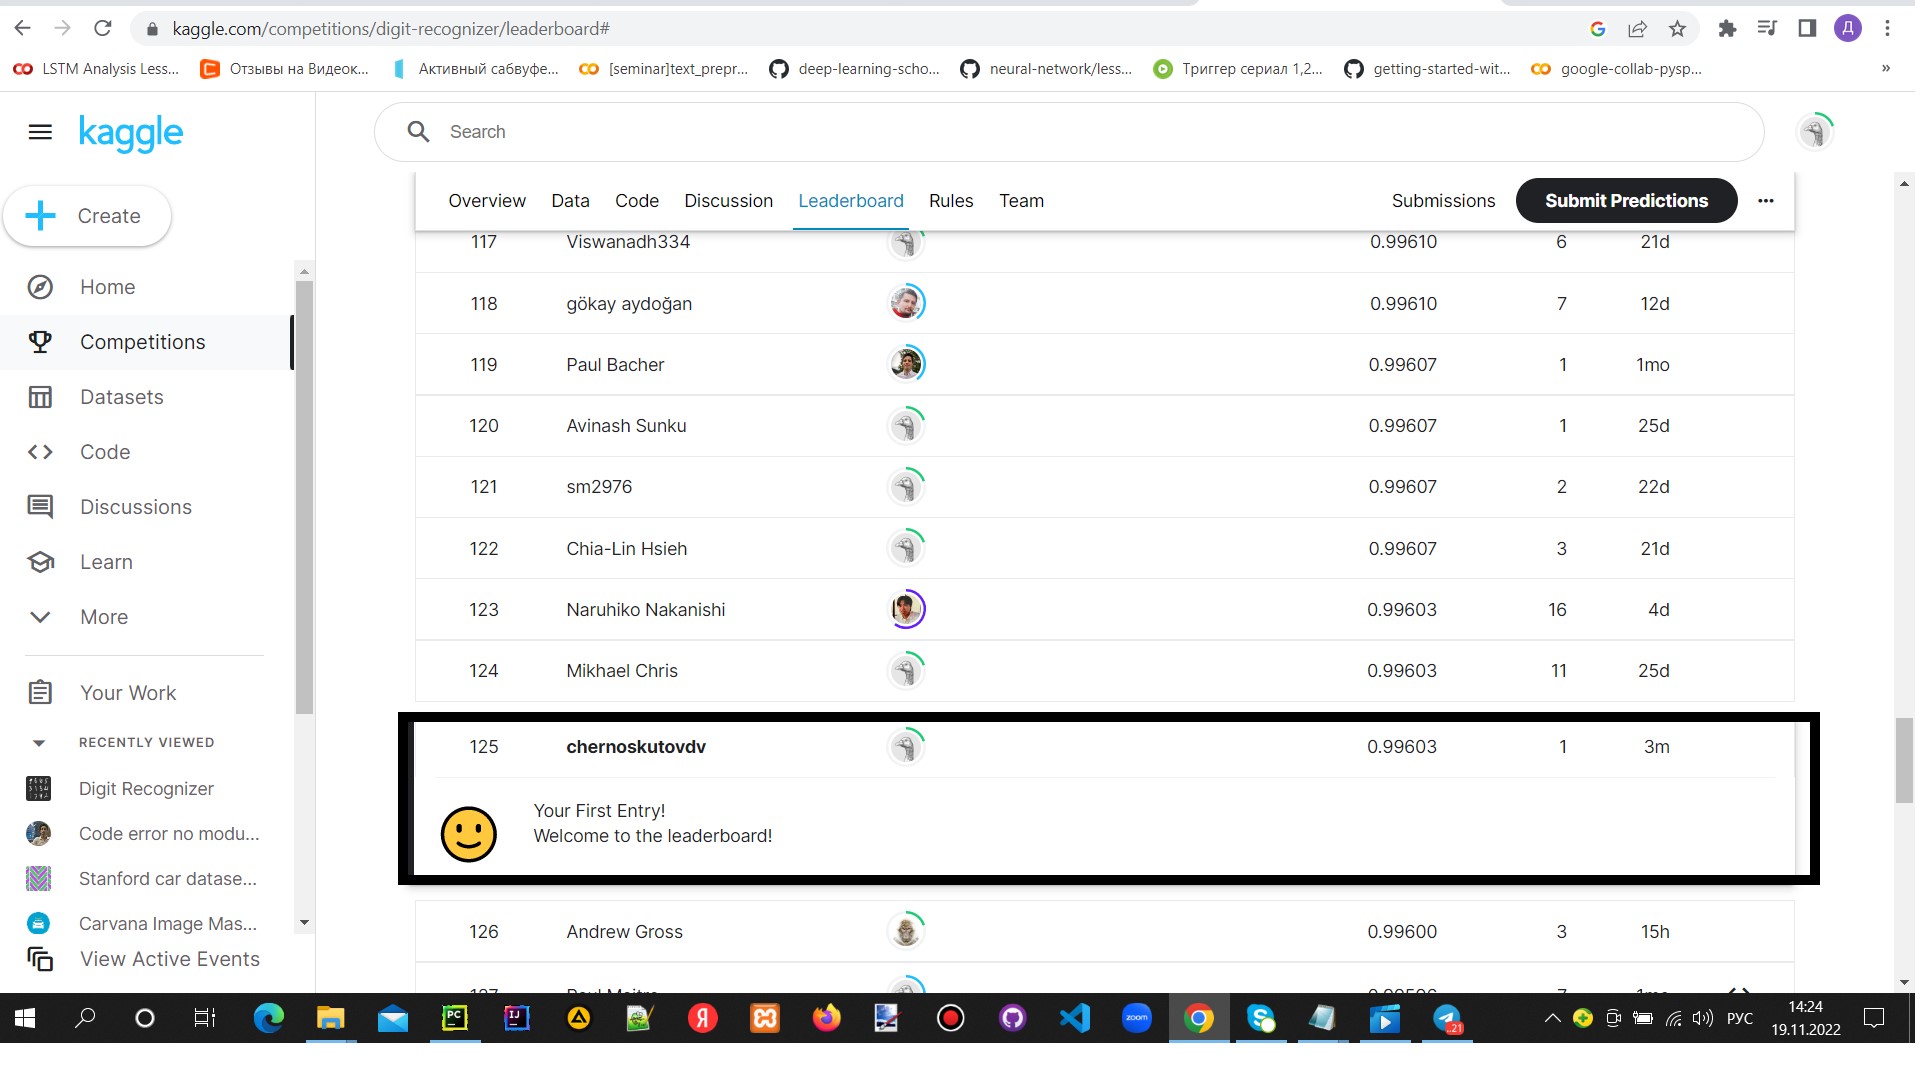 kaggle.com/competitions/digit-recognizer/leaderboard#
Д
LSTM Analysis Less...
Отзывы на Видеок...
Активный сабвуфе...
[seminar]text_prepr...
deep-learning-scho...
neural-network/less...
Триггер сериал 1,2...
getting-started-wit...
google-collab-pysp...
»
kaggle
Search
Create
Home
Competitions
Datasets
Code
Discussions
Learn
More
Your Work
RECENTLY VIEWED
Digit Recognizer
Code error no modu...
Stanford car datase...
Carvana Image Mas...
View Active Events
Overview Data Code Discussion Leaderboard Rules Team Submissions Submit Predictions ...
117 Viswanadh334 0.99610 6 21d
118 gökay aydoğan 0.99610 7 12d
119 Paul Bacher 0.99607 1 1mo
120 Avinash Sunku 0.99607 1 25d
121 sm2976 0.99607 2 22d
122 Chia-Lin Hsieh 0.99607 3 21d
123 Naruhiko Nakanishi 0.99603 16 4d
124 Mikhael Chris 0.99603 11 25d
125 chernoskutovdv 0.99603 1 3m
Your First Entry!
Welcome to the leaderboard!
126 Andrew Gross 0.99600 3 15h
PC
IJ
Я
zoom
21
РУС
14:24
19.11.2022